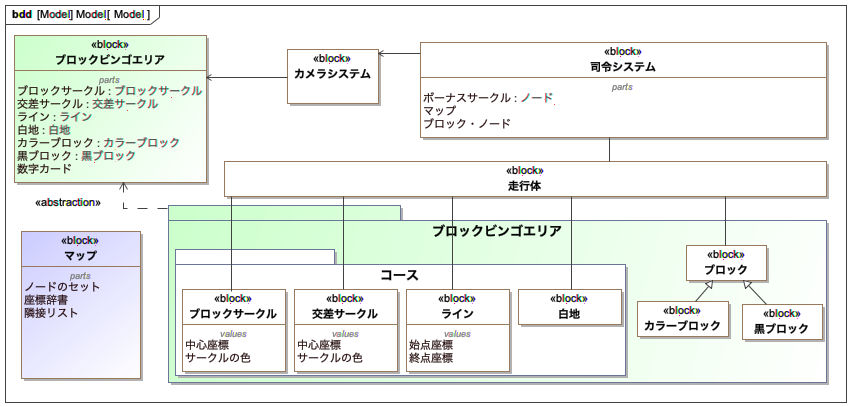 bdd [Model] Model[ Model ]
«block»
ブロックビンゴエリア
parts
ブロックサークル : ブロックサークル
交差サークル : 交差サークル
ライン : ライン
白地 : 白地
カラーブロック : カラーブロック
黒ブロック : 黒ブロック
数字カード
«block»
カメラシステム
«block»
司令システム
parts
ボーナスサークル : ノード
マップ
ブロック・ノード
«block»
走行体
«abstraction»
«block»
マップ
parts
ノードのセット
座標辞書
隣接リスト
ブロックビンゴエリア
コース
«block»
ブロックサークル
values
中心座標
サークルの色
«block»
交差サークル
values
中心座標
サークルの色
«block»
ライン
values
始点座標
終点座標
«block»
白地
«block»
ブロック
«block»
カラーブロック
«block»
黒ブロック